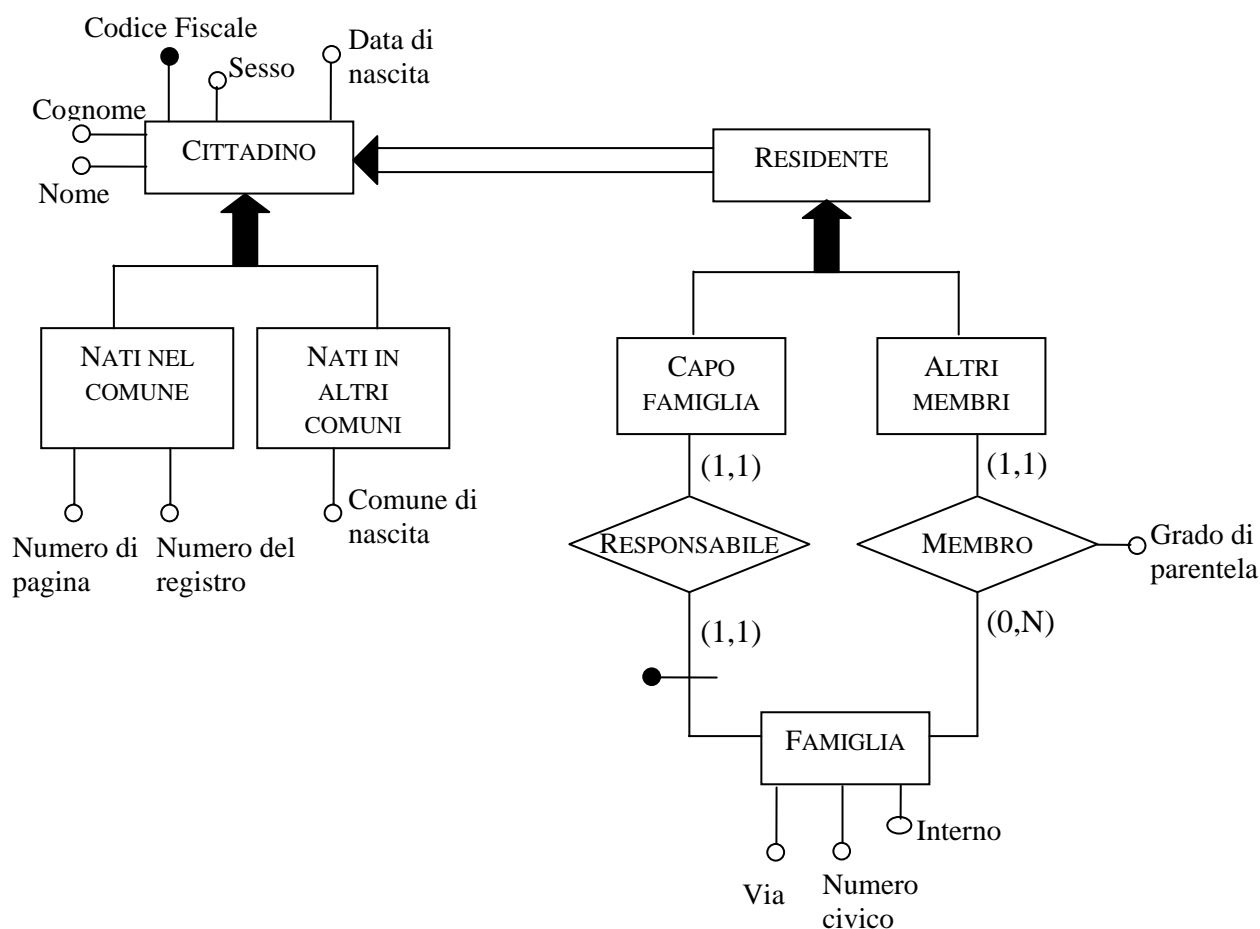 Codice Fiscale
Sesso
Data di
nascita
Cognome
Nome
CITTADINO
RESIDENTE
NATI NEL
COMUNE
NATI IN
ALTRI
COMUNI
CAPO
FAMIGLIA
ALTRI
MEMBRI
(1,1)
(1,1)
Numero di
pagina
Numero del
registro
Comune di
nascita
RESPONSABILE
MEMBRO
Grado di
parentela
(1,1)
(0,N)
FAMIGLIA
Via
Numero
civico
Interno